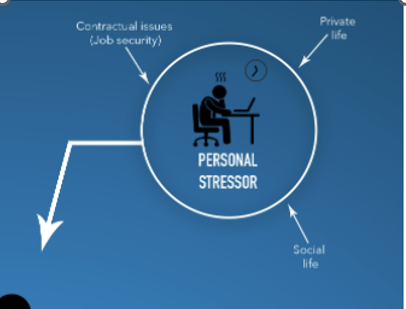 Contractual issues
(Job security)
Private
life
PERSONAL
STRESSOR
Social
life